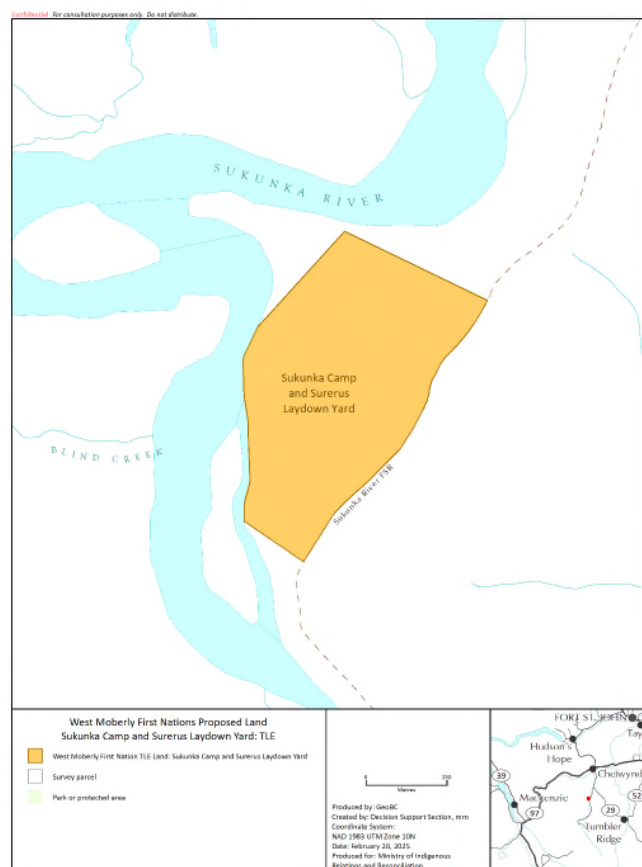 Confidential For consultation purposes only. Do not distribute.
SUKUNKA RIVER
Sukunka Camp
and Surerus
Laydown Yard
BLIND CREEK
Sukunka River FSR
West Moberly First Nations Proposed Land
Sukunka Camp and Surerus Laydown Yard: TLE
West Moberly First Nation TLE Land: Sukunka Camp and Surerus Laydown Yard
Survey parcel
Park or protected area
0 250
Metres
Produced by: GeoBC
Created by: Decision Support Section, mm
Coordinate System:
NAD 1983 UTM Zone 10N
Date: February 20, 2025
Produced for: Ministry of Indigenous
Relations and Reconciliation
FORT ST. JOHN
Tay
Hudson's
Hope
Chetwynd
39
Mackenzie
97
29
52
Tumbler
Ridge